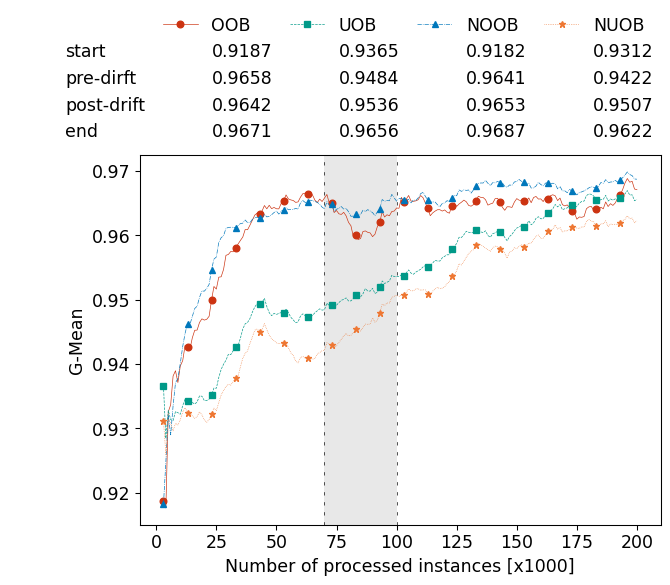 OOB UOB NOOB NUOB
start 0.9187 0.9365 0.9182 0.9312
pre-dirft 0.9658 0.9484 0.9641 0.9422
post-drift 0.9642 0.9536 0.9653 0.9507
end 0.9671 0.9656 0.9687 0.9622
0.97
0.96
0.95
0.94
0.93
0.92
G-Mean
0 25 50 75 100 125 150 175 200
Number of processed instances [x1000]